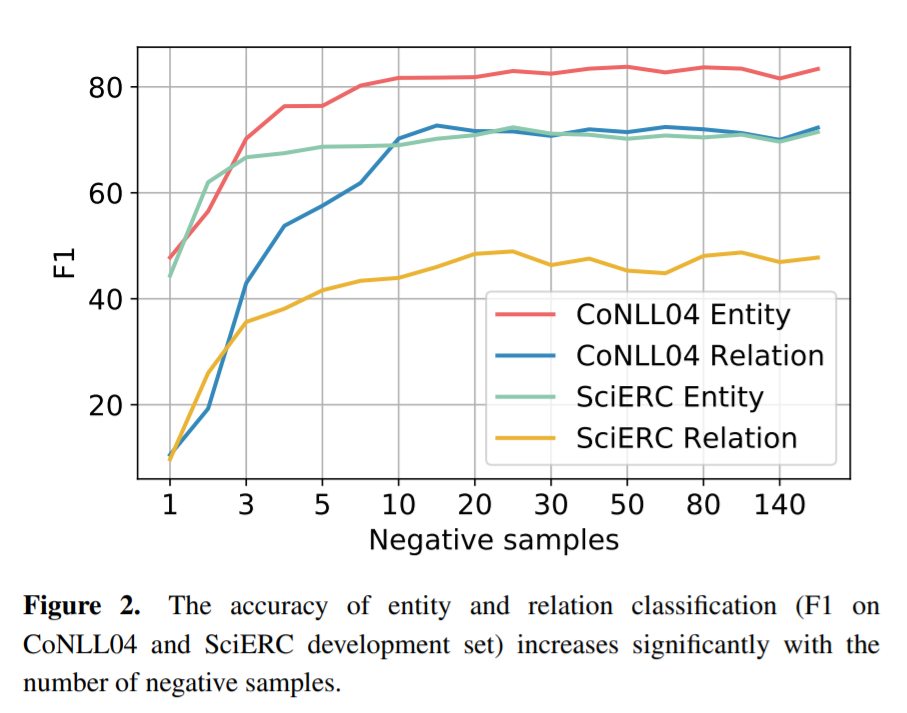 80
60
40
20
F1
CoNLL04 Entity
CoNLL04 Relation
SciERC Entity
SciERC Relation
1 3 5 10 20 30 50 80 140
Negative samples
Figure 2. The accuracy of entity and relation classification (F1 on
CoNLL04 and SciERC development set) increases significantly with the
number of negative samples.